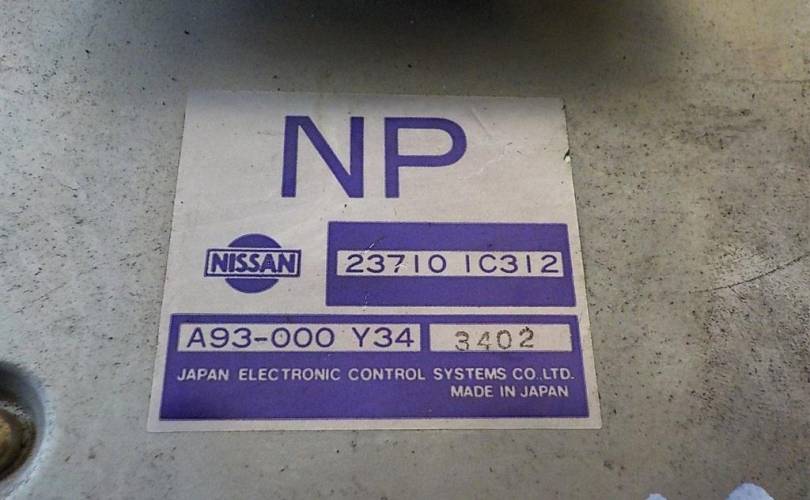 NP
NISSAN
23710 1C312
A93-000 Y34 3402
JAPAN ELECTRONIC CONTROL SYSTEMS CO. LTD.
MADE IN JAPAN